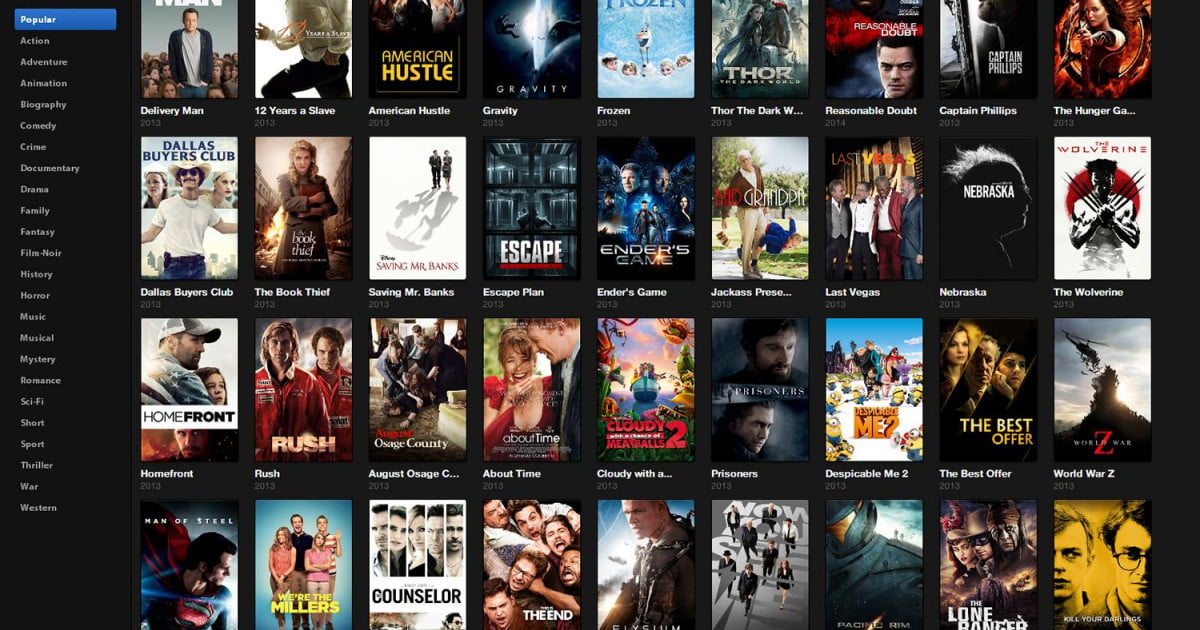 Popular
Action
Adventure
Animation
Biography
Comedy
Crime
Documentary
Drama
Family
Fantasy
Film-Noir
History
Horror
Music
Musical
Mystery
Romance
Sci-Fi
Short
Sport
Thriller
War
Western
MAN
YEARS A SLAVE
AMERICAN
HUSTLE
GRAVITY
FROZEN
THOR
THE DARK WORLD
REASONABLE
DOUBT
CAPTAIN
PHILLIPS
Delivery Man
2013
12 Years a Slave
2013
American Hustle
2013
Gravity
2013
Frozen
2013
Thor The Dark W...
2013
Reasonable Doubt
2014
Captain Phillips
2013
The Hunger Ga...
2013
DALLAS
BUYERS CLUB
the
book
thief
Disney
SAVING MR. BANKS
ESCAPE
ENDER'S
GAME
BAD GRANDPA
LAST VEGAS
NEBRASKA
THE
WOLVERINE
Dallas Buyers Club
2013
The Book Thief
2013
Saving Mr. Banks
2013
Escape Plan
2013
Ender's Game
2013
Jackass Prese...
2013
Last Vegas
2013
Nebraska
2013
The Wolverine
2013
HOMEFRONT
RUSH
August:
Osage County
about Time
CLOUDY
with a chance of
MEATBALLS 2
PRISONERS
DESPICABLE
ME 2
THE BEST
OFFER
WORLD WAR
Z
Homefront
2013
Rush
2013
August Osage C...
2013
About Time
2013
Cloudy with a...
2013
Prisoners
2013
Despicable Me 2
2013
The Best Offer
2013
World War Z
2013
MAN OF STEEL
WE'RE THE
MILLERS
COUNSELOR
THIS IS
THE END
ELYSIUM
NOW
PACIFIC RIM
THE
LONE
RANGER
KILL YOUR DARLINGS